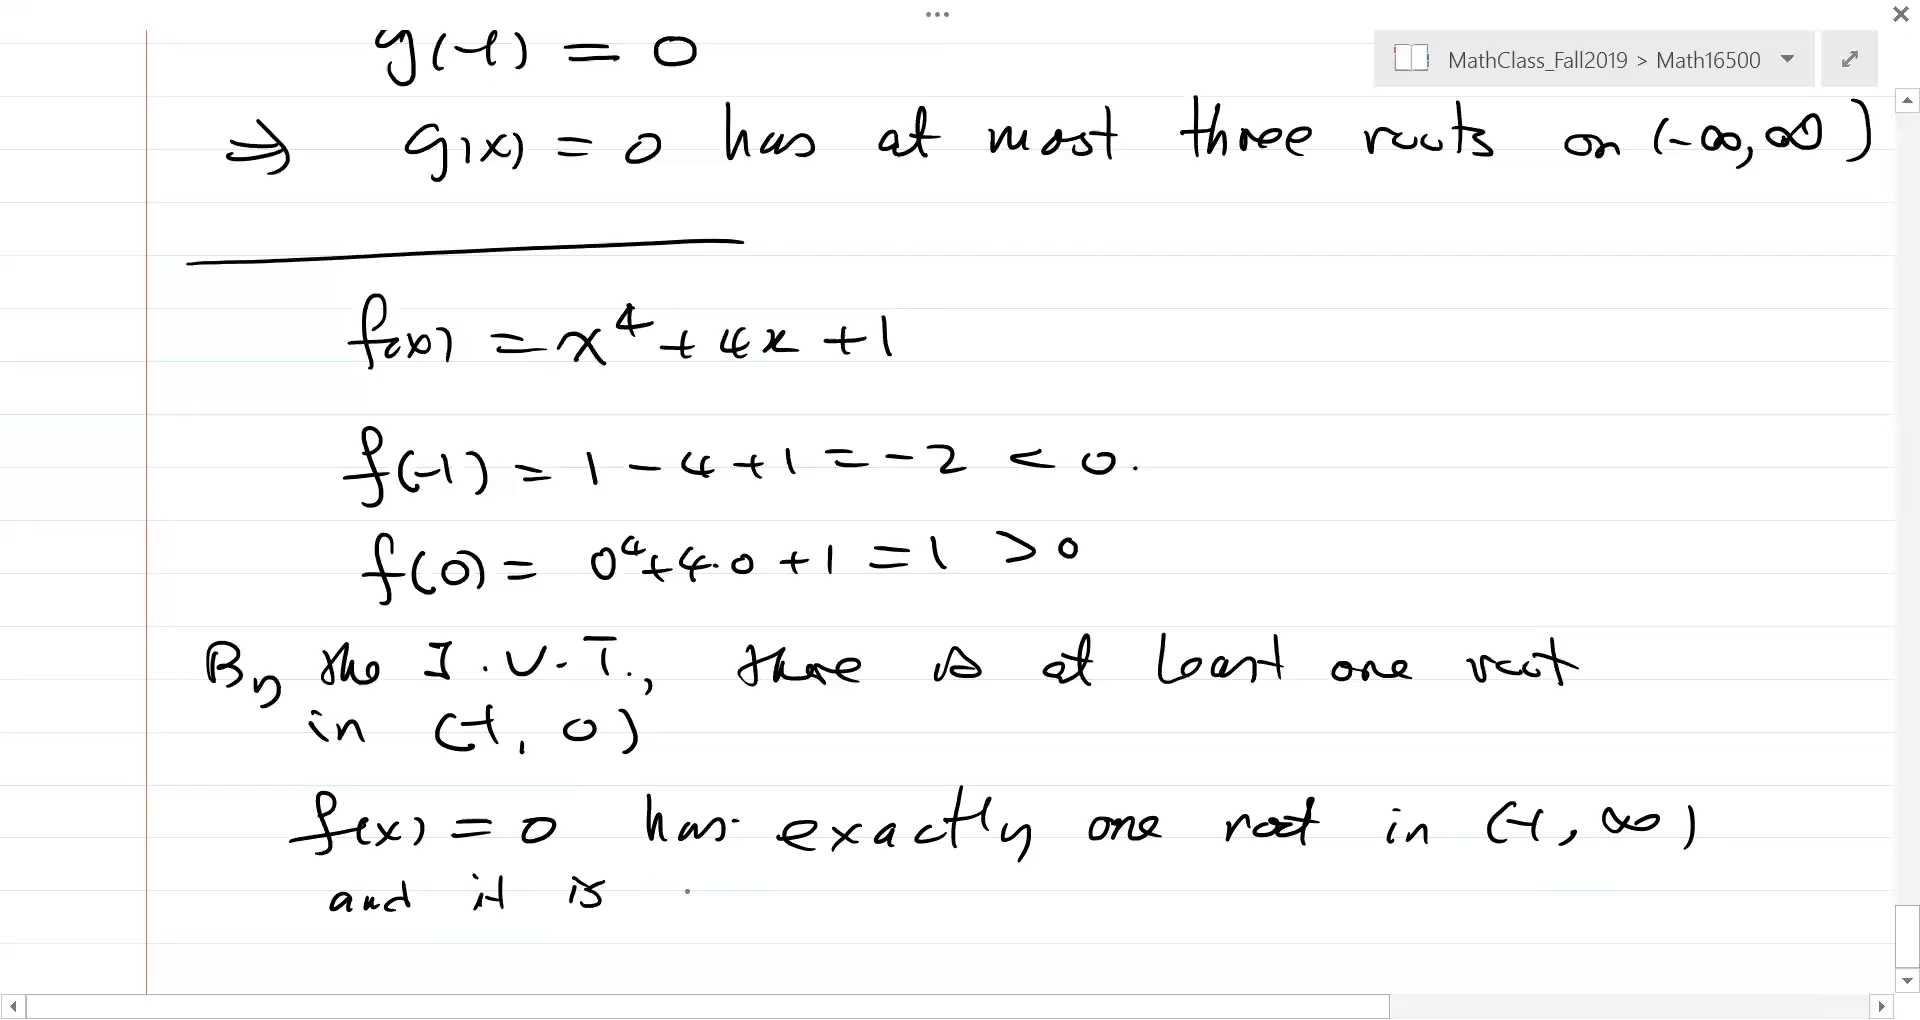 g(-1) = 0
MathClass_Fall2019 > Math16500
⇒ g(x) = 0 has at most three roots on (-∞, ∞)
f(x) = x⁴ + 4x + 1
f(-1) = 1 - 4 + 1 = -2 < 0.
f(0) = 0⁴ + 4·0 + 1 = 1 > 0
By the I.V.T., there is at least one root
in (-1, 0)
f(x) = 0 has exactly one root in (-1, ∞)
and it is